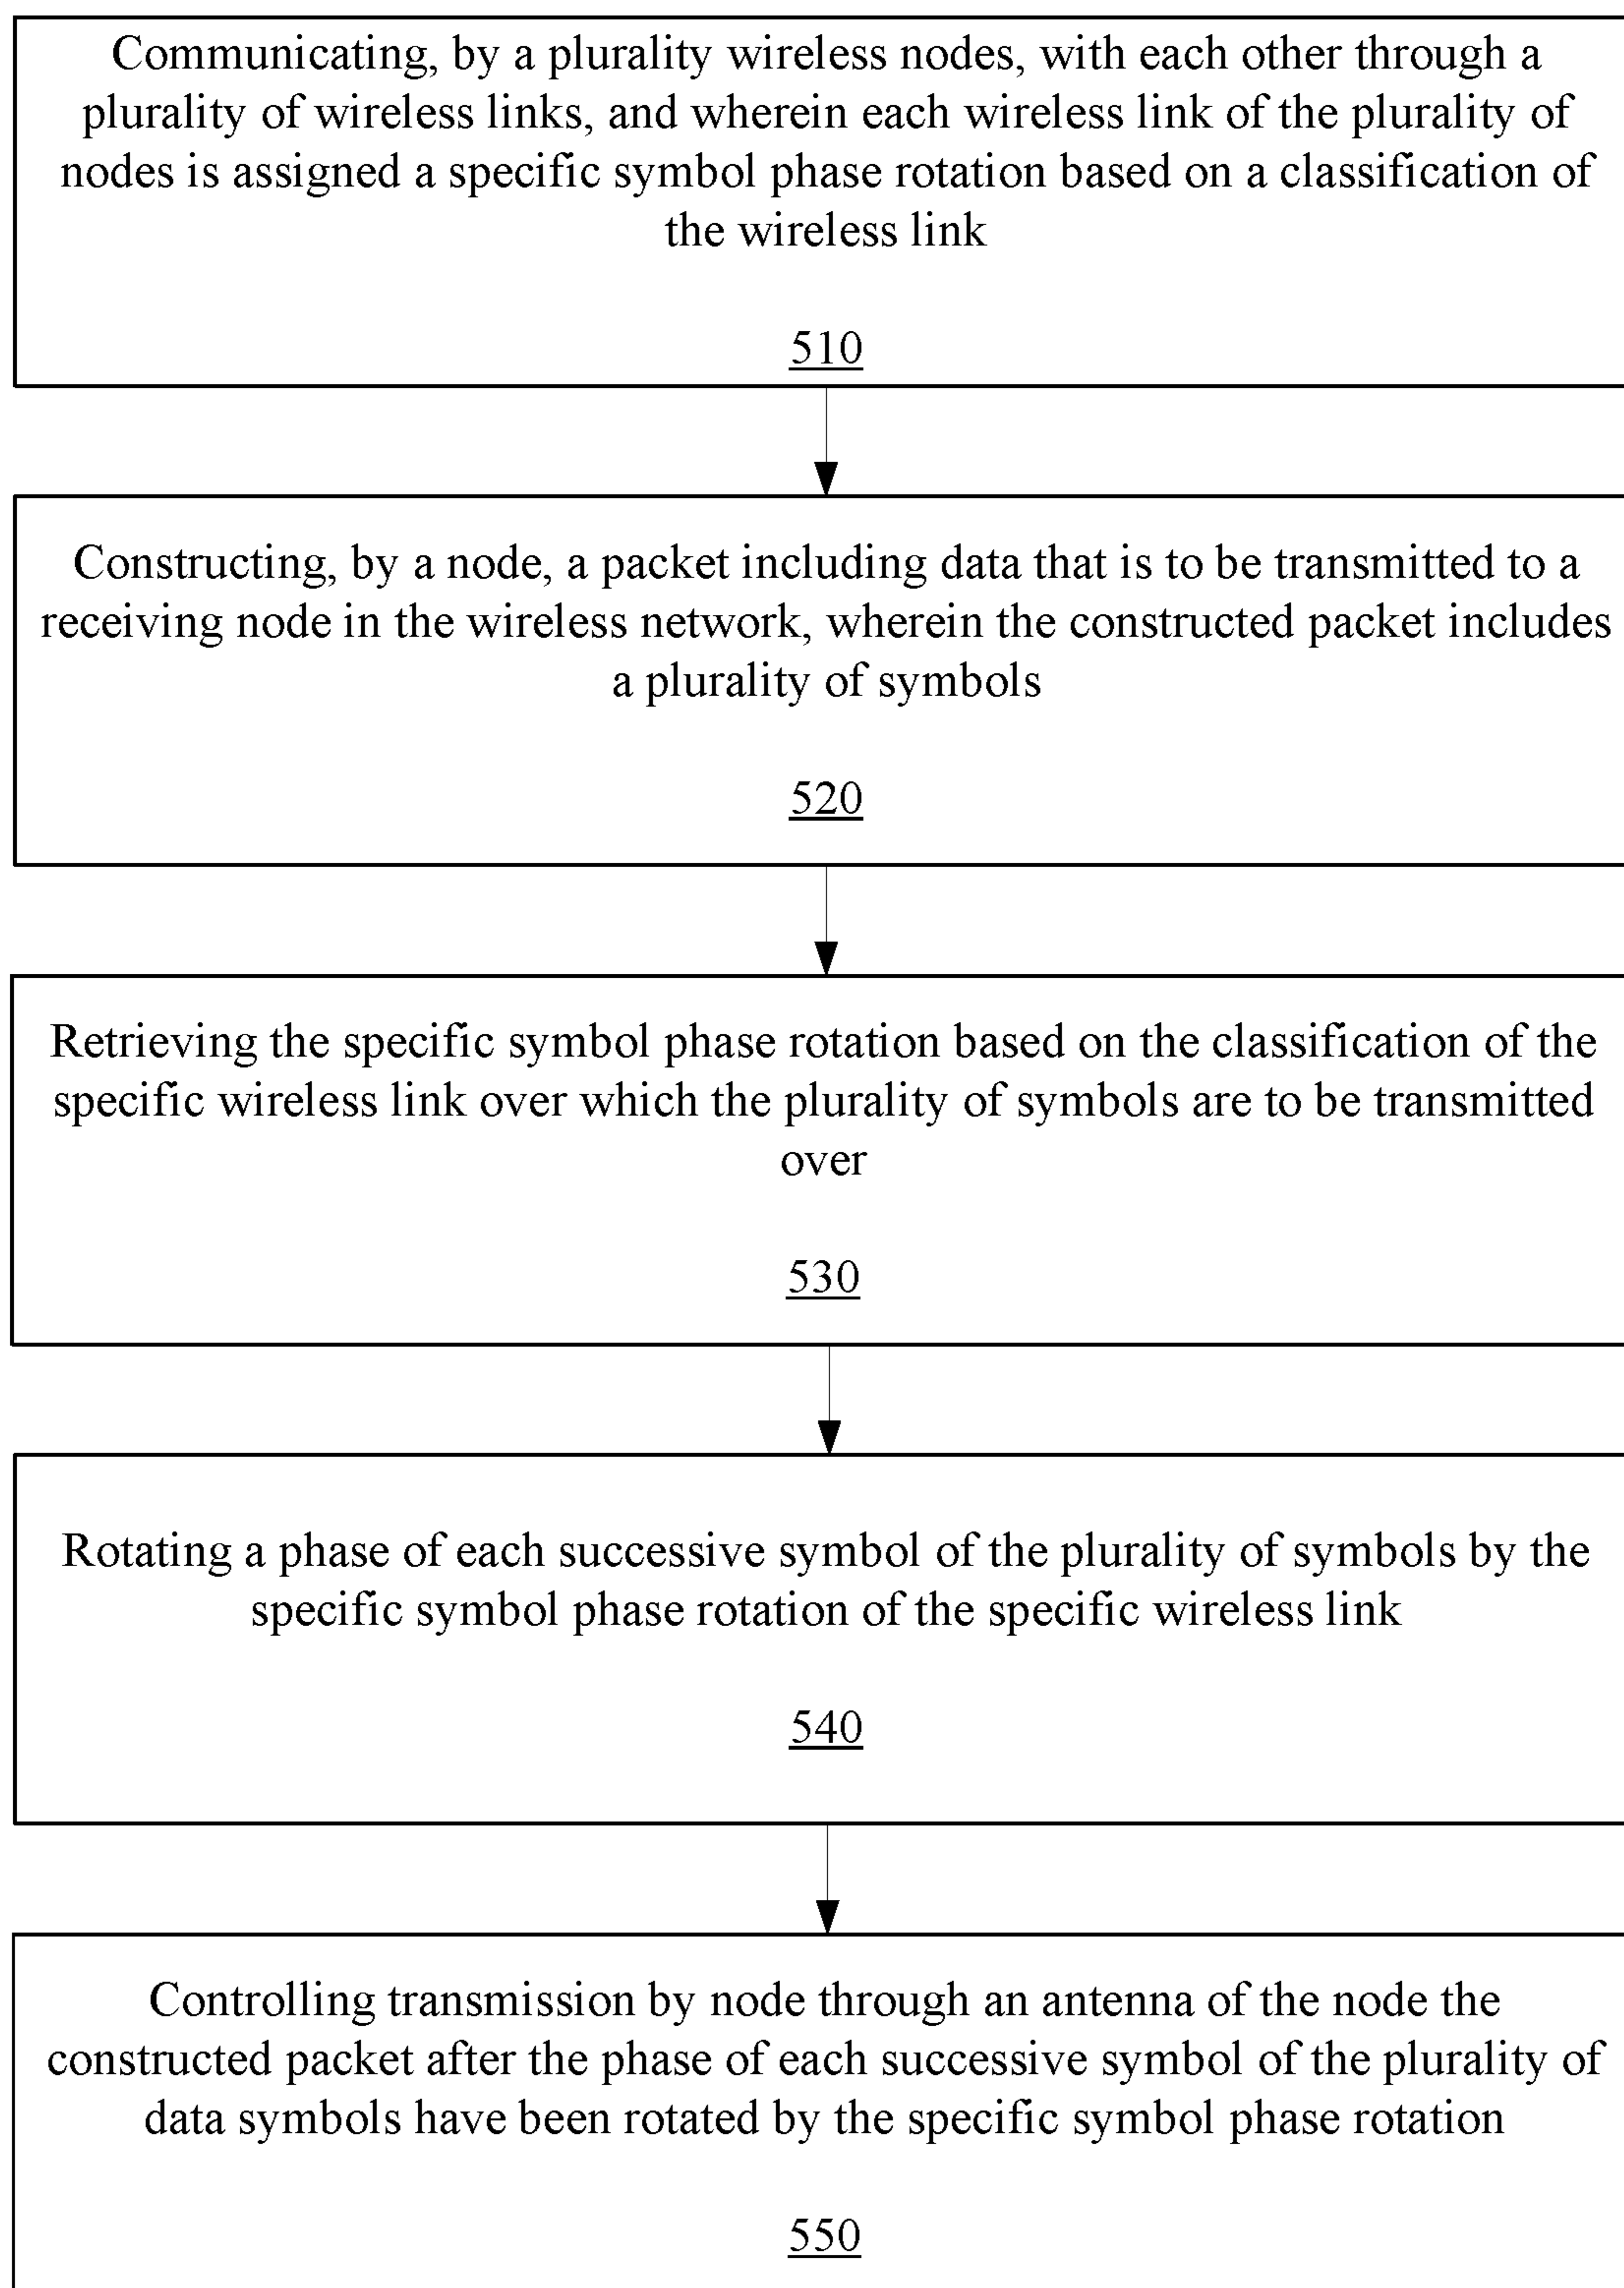 Communicating, by a plurality wireless nodes, with each other through a
plurality of wireless links, and wherein each wireless link of the plurality of
nodes is assigned a specific symbol phase rotation based on a classification of
the wireless link
510
Constructing, by a node, a packet including data that is to be transmitted to a
receiving node in the wireless network, wherein the constructed packet includes
a plurality of symbols
520
Retrieving the specific symbol phase rotation based on the classification of the
specific wireless link over which the plurality of symbols are to be transmitted
over
530
Rotating a phase of each successive symbol of the plurality of symbols by the
specific symbol phase rotation of the specific wireless link
540
Controlling transmission by node through an antenna of the node the
constructed packet after the phase of each successive symbol of the plurality of
data symbols have been rotated by the specific symbol phase rotation
550